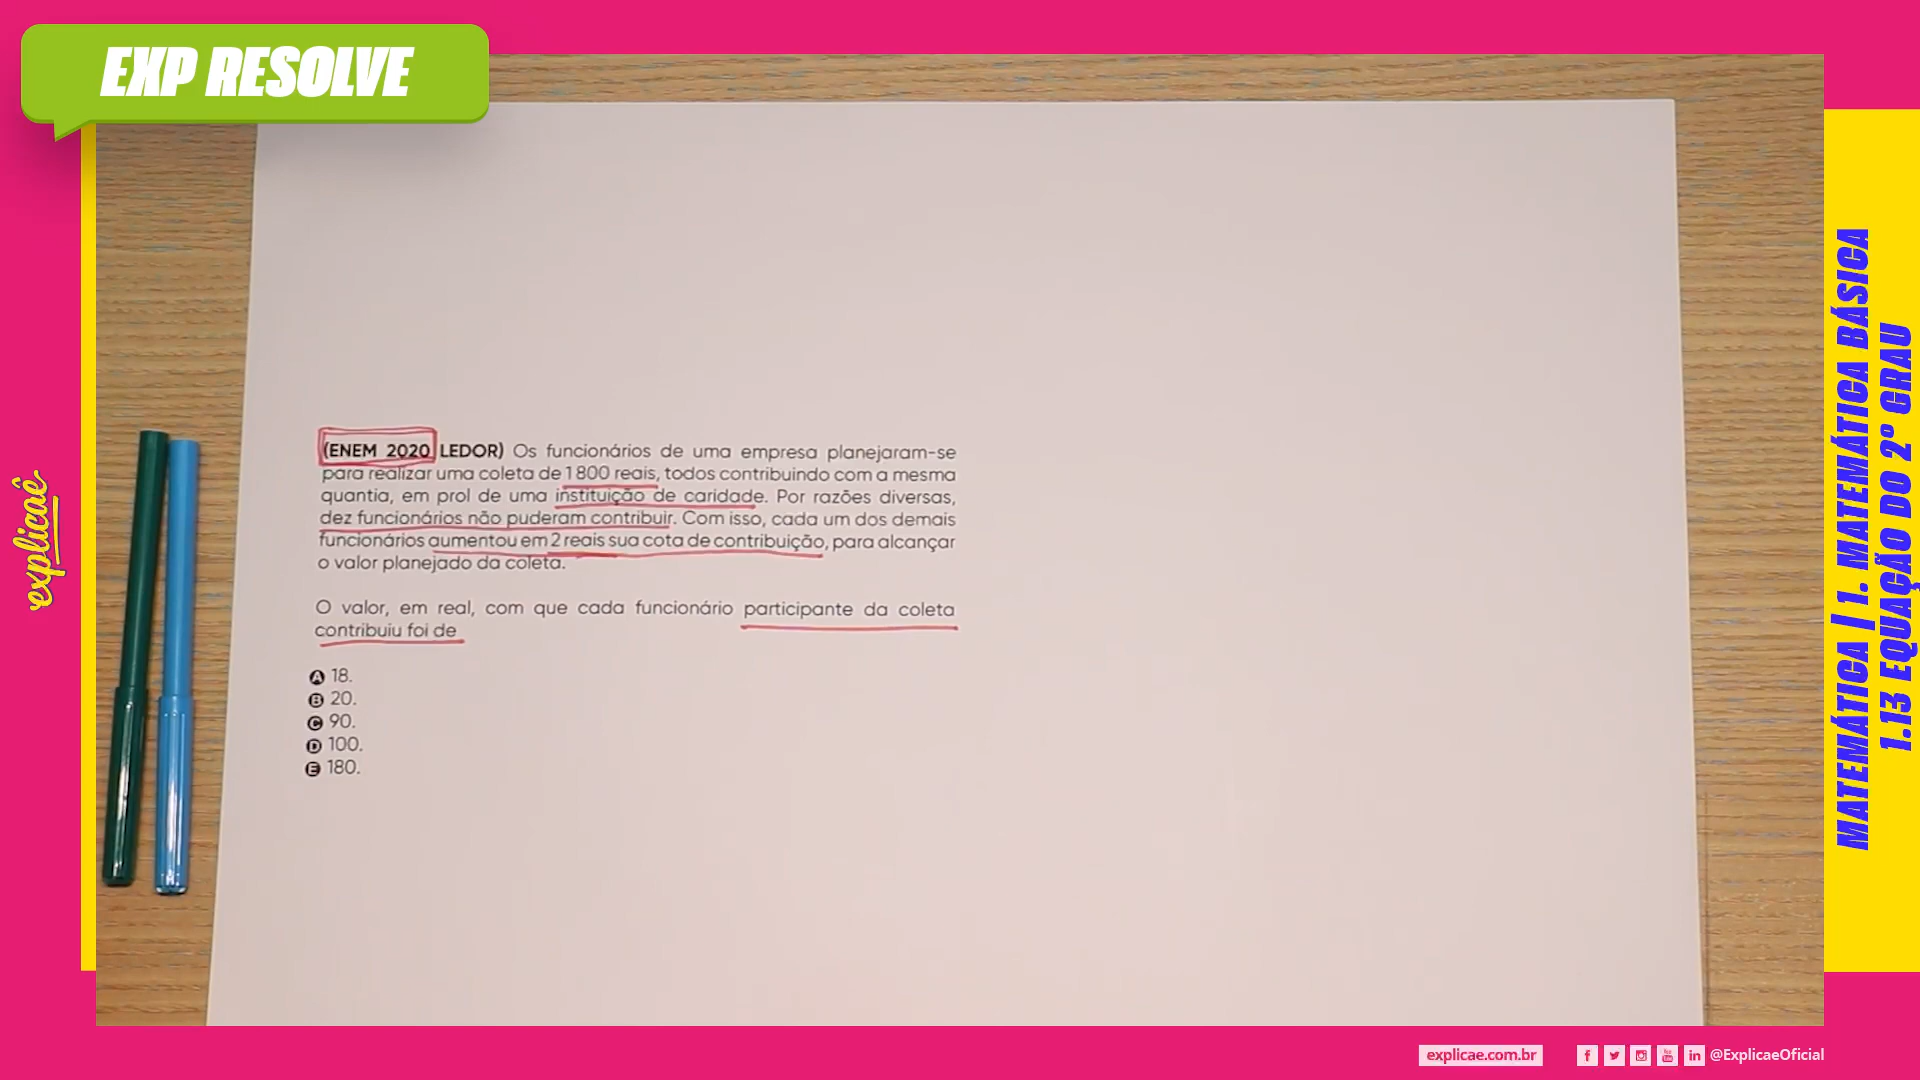 EXP RESOLVE
(ENEM 2020 LEDOR) Os funcionários de uma empresa planejaram-se
para realizar uma coleta de 1 800 reais, todos contribuindo com a mesma
quantia, em prol de uma instituição de caridade. Por razões diversas,
dez funcionários não puderam contribuir. Com isso, cada um dos demais
funcionários aumentou em 2 reais sua cota de contribuição, para alcançar
o valor planejado da coleta.
O valor, em real, com que cada funcionário participante da coleta
contribuiu foi de
A 18.
B 20.
C 90.
D 100.
E 180.
explicaê
MATEMÁTICA | 1. MATEMÁTICA BÁSICA
1.13 EQUAÇÃO DO 2º GRAU
explicae.com.br
@ExplicaeOficial